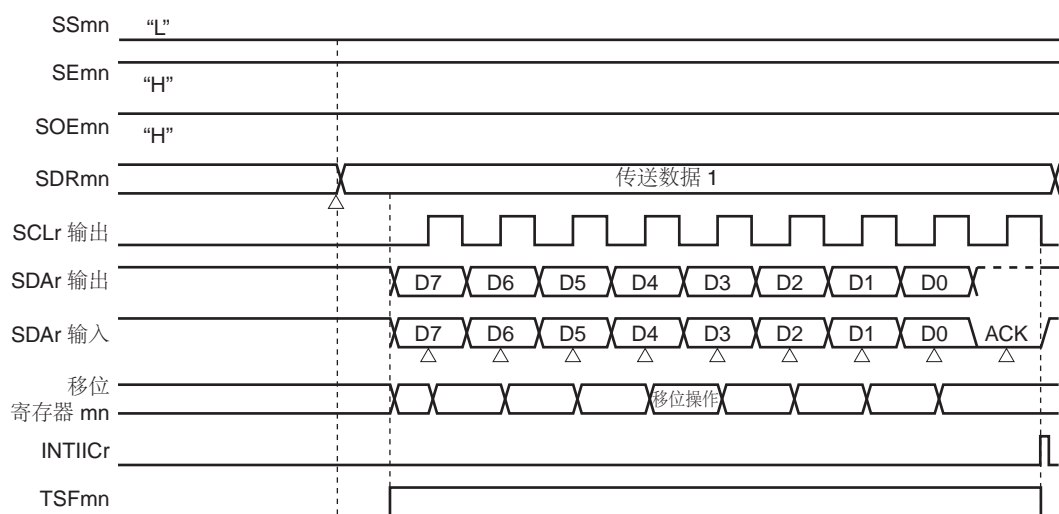 SSmn “L”
SEmn “H”
SOEmn “H”
SDRmn 传送数据 1
SCLr 输出
SDAr 输出 D7 D6 D5 D4 D3 D2 D1 D0
SDAr 输入 D7 D6 D5 D4 D3 D2 D1 D0 ACK
移位
寄存器 mn 移位操作
INTIICr
TSFmn